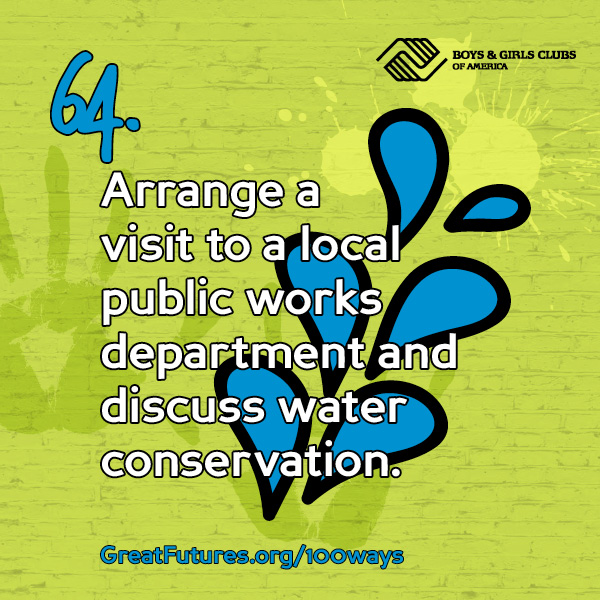 64.
BOYS & GIRLS CLUBS
OF AMERICA
Arrange a
visit to a local
public works
department and
discuss water
conservation.
GreatFutures.org/100ways